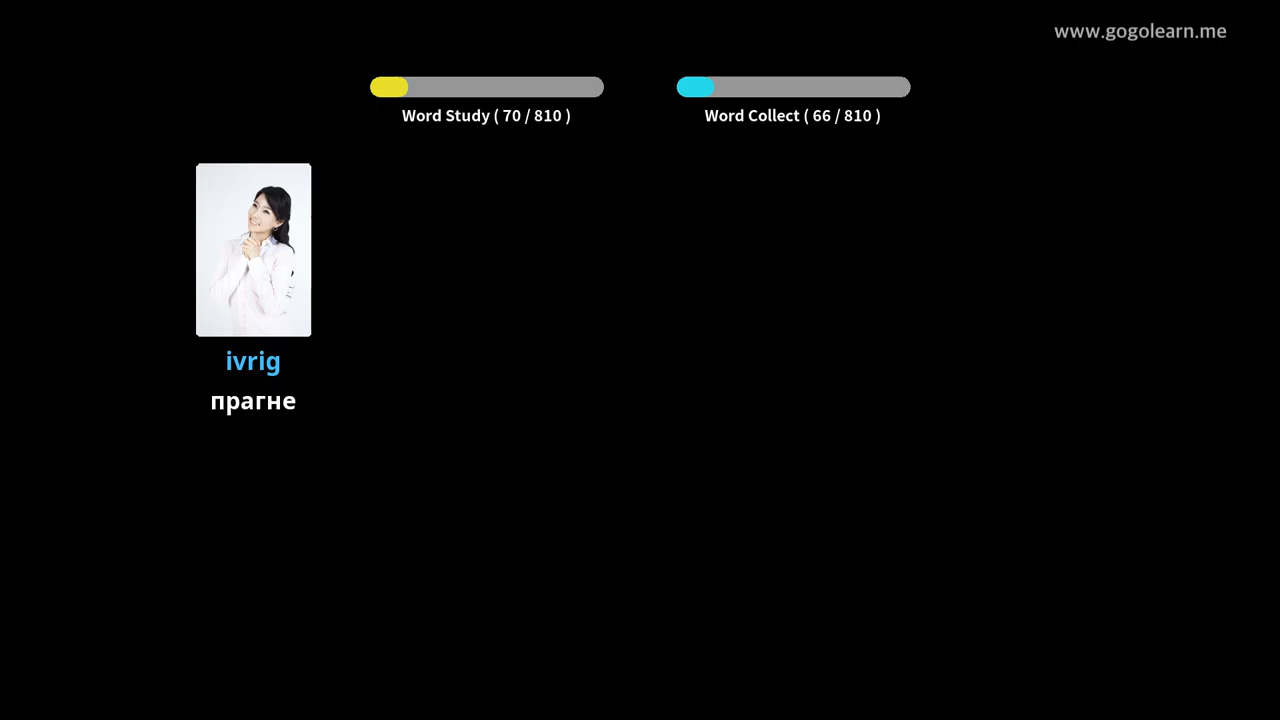 www.gogolearn.me
Word Study ( 70 / 810 )
Word Collect ( 66 / 810 )
ivrig
прагне